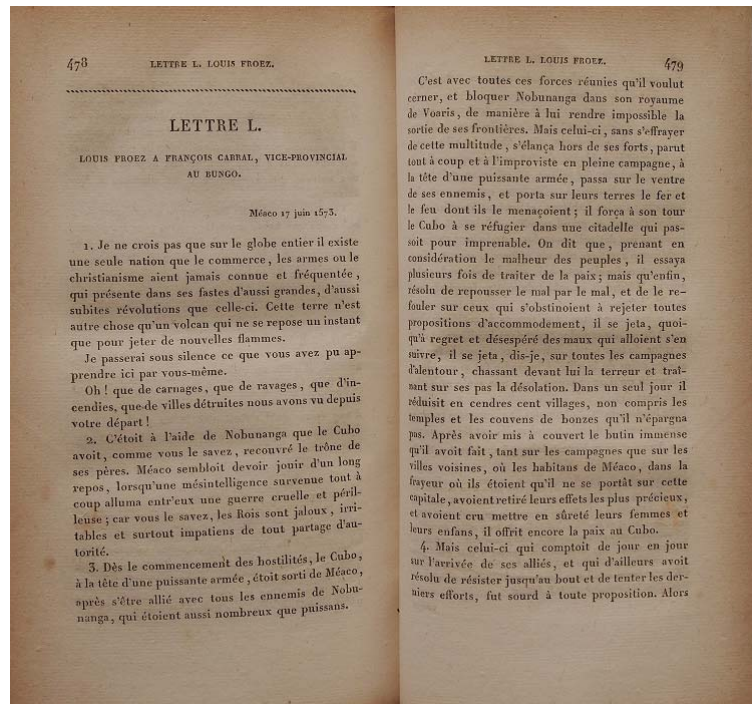 478 LETTRE L. LOUIS FROEZ.
LETTRE L.
LOUIS FROEZ A FRANÇOIS CABRAL, VICE-PROVINCIAL
AU BUNGO.
Méaco 17 juin 1573.
1. Je ne crois pas que sur le globe entier il existe
une seule nation que le commerce, les armes ou le
christianisme aient jamais connue et fréquentée,
qui présente dans ses fastes d'aussi grandes, d'aussi
subites révolutions que celle-ci. Cette terre n'est
autre chose qu'un volcan qui ne se repose un instant
que pour jeter de nouvelles flammes.
Je passerai sous silence ce que vous avez pu ap-
prendre ici par vous-même.
Oh ! que de carnages, que de ravages, que d'in-
cendies, que de villes détruites nous avons vu depuis
votre départ !
2. C'étoit à l'aide de Nobunanga que le Cubo
avoit, comme vous le savez, recouvré le trône de
ses pères. Méaco sembloit devoir jouir d'un long
repos, lorsqu'une mésintelligence survenue tout à
coup alluma entr'eux une guerre cruelle et péril-
leuse ; car vous le savez, les Rois sont jaloux, irri-
tables et surtout impatiens de tout partage d'au-
torité.
3. Dès le commencement des hostilités, le Cubo,
à la tête d'une puissante armée, étoit sorti de Méaco,
après s'être allié avec tous les ennemis de Nobu-
nanga, qui étoient aussi nombreux que puissans.
LETTRE L. LOUIS FROEZ. 479
C'est avec toutes ces forces réunies qu'il voulut
cerner, et bloquer Nobunanga dans son royaume
de Voaris, de manière à lui rendre impossible la
sortie de ses frontières. Mais celui-ci, sans s'effrayer
de cette multitude, s'élança hors de ses forts, parut
tout à coup et à l'improviste en pleine campagne, à
la tête d'une puissante armée, passa sur le ventre
de ses ennemis, et porta sur leurs terres le fer et
le feu dont ils le menaçoient ; il força à son tour
le Cubo à se réfugier dans une citadelle qui pas-
soit pour imprenable. On dit que, prenant en
considération le malheur des peuples, il essaya
plusieurs fois de traiter de la paix ; mais qu'enfin,
résolu de repousser le mal par le mal, et de le re-
fouler sur ceux qui s'obstinoient à rejeter toutes
propositions d'accommodement, il se jeta, quoi-
qu'à regret et désespéré des maux qui alloient s'en
suivre, il se jeta, dis-je, sur toutes les campagnes
d'alentour, chassant devant lui la terreur et traî-
nant sur ses pas la désolation. Dans un seul jour il
réduisit en cendres cent villages, non compris les
temples et les couvens de bonzes qu'il n'épargna
pas. Après avoir mis à couvert le butin immense
qu'il avoit fait, tant sur les campagnes que sur les
villes voisines, où les habitans de Méaco, dans la
frayeur où ils étoient qu'il ne se portât sur cette
capitale, avoient retiré leurs effets les plus précieux,
et avoient cru mettre en sûreté leurs femmes et
leurs enfans, il offrit encore la paix au Cubo.
4. Mais celui-ci qui comptoit de jour en jour
sur l'arrivée de ses alliés, et qui d'ailleurs avoit
résolu de résister jusqu'au bout et de tenter les der-
niers efforts, fut sourd à toute proposition. Alors